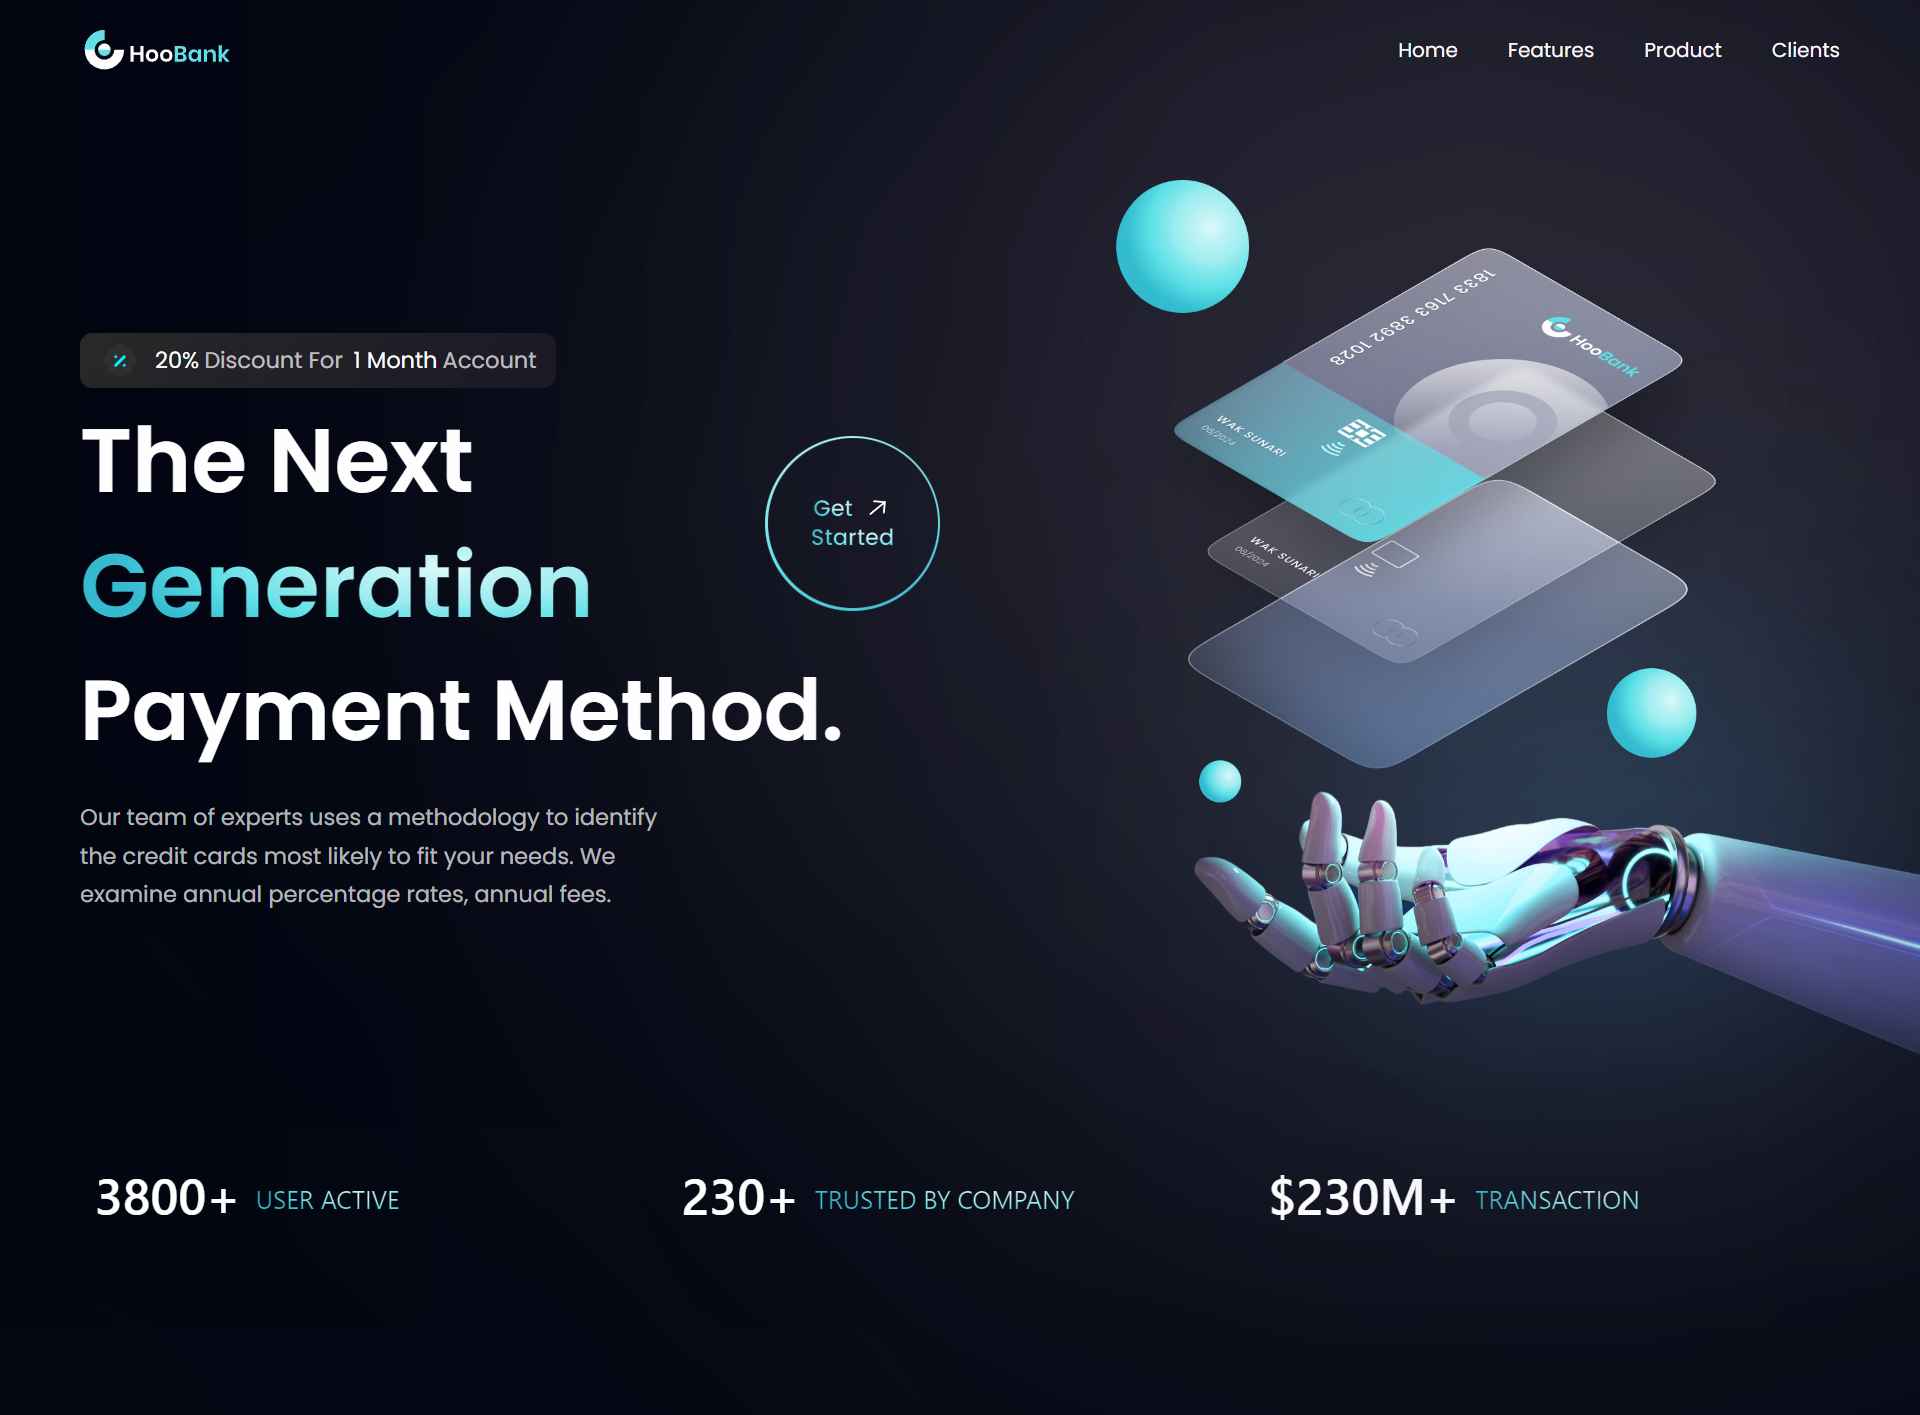 HooBank
Home
Features
Product
Clients
20% Discount For 1 Month Account
The Next
Generation
Payment Method.
Get
Started
Our team of experts uses a methodology to identify
the credit cards most likely to fit your needs. We
examine annual percentage rates, annual fees.
1833 7163 3892 1028
HooBank
WAK SUNARI
08/2024
WAK SUNARI
08/2024
3800+ USER ACTIVE
230+ TRUSTED BY COMPANY
$230M+ TRANSACTION